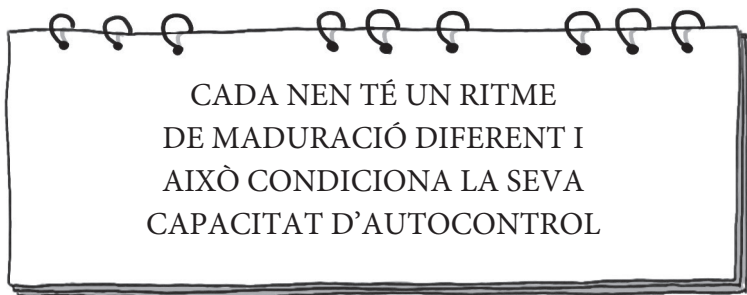 CADA NEN TÉ UN RITME
DE MADURACIÓ DIFERENT I
AIXÒ CONDICIONA LA SEVA
CAPACITAT D’AUTOCONTROL